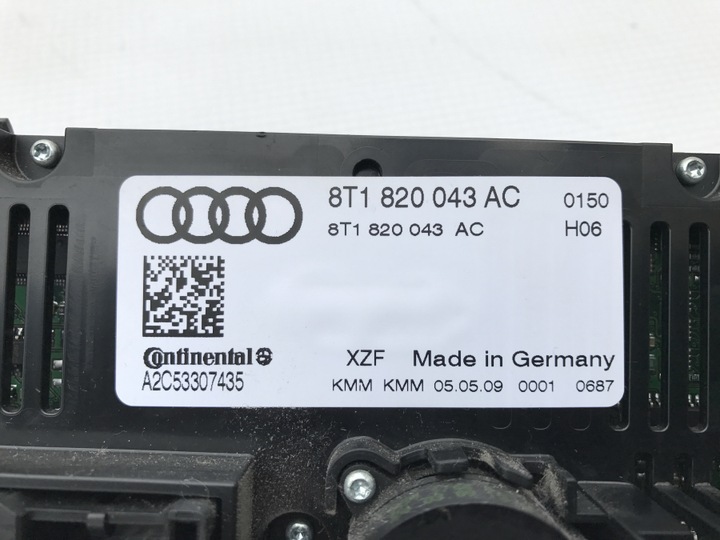 8T1 820 043 AC 0150
8T1 820 043 AC H06
Continental
XZF Made in Germany
A2C53307435
KMM KMM 05.05.09 0001 0687